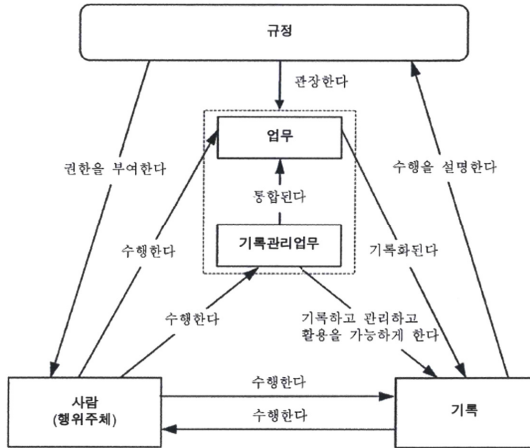 규정
관장한다
업무
권한을 부여한다
수행을 설명한다
통합된다
수행한다
기록관리업무
기록화된다
수행한다
기록하고 관리하고
활용을 가능하게 한다
수행한다
사람
(행위주체)
기록
수행한다